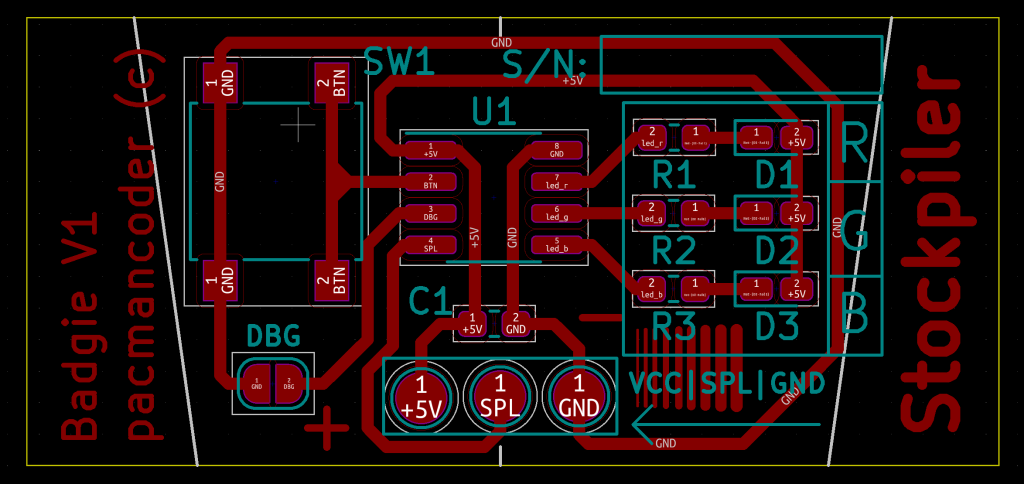 GND
SW1
S/N:
+5V
1
GND
2
BTN
U1
1
+5V
8
GND
2
BTN
7
led_r
3
DBG
6
led_g
4
SPL
5
led_b
GND
+5V
GND
1
GND
2
BTN
2
led_r
1
1
2
+5V
R
R1
D1
2
led_g
1
1
2
+5V
G
GND
R2
D2
2
led_b
1
1
2
+5V
B
R3
D3
C1
1
+5V
2
GND
DBG
1
GND
2
DBG
1
+5V
1
SPL
1
GND
VCC|SPL|GND
GND
GND
+
Badgie V1
pacmancoder (c)
Stockpiler